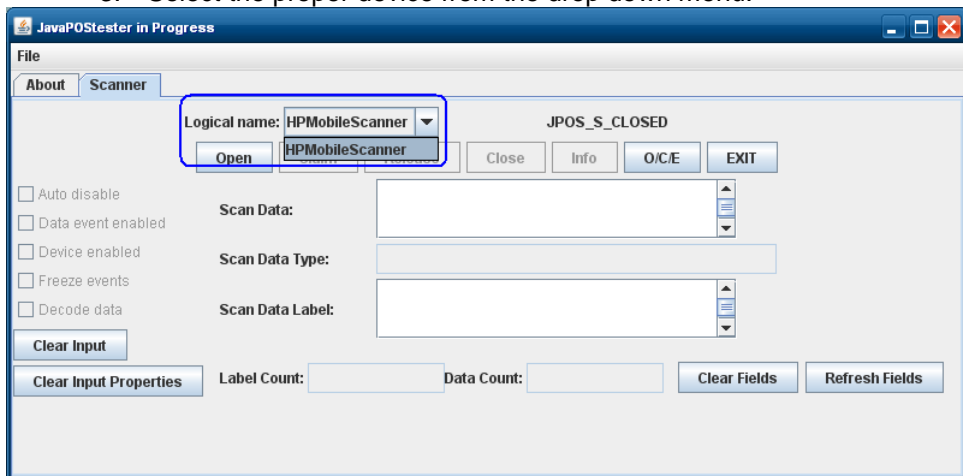 Select the proper device from the drop down menu.
JavaPOStester in Progress
File
About Scanner
Logical name: HPMobileScanner JPOS_S_CLOSED
HPMobileScanner
Open Close Info O/C/E EXIT
Auto disable
Data event enabled
Device enabled
Freeze events
Decode data
Scan Data:
Scan Data Type:
Scan Data Label:
Clear Input
Clear Input Properties Label Count: Data Count: Clear Fields Refresh Fields